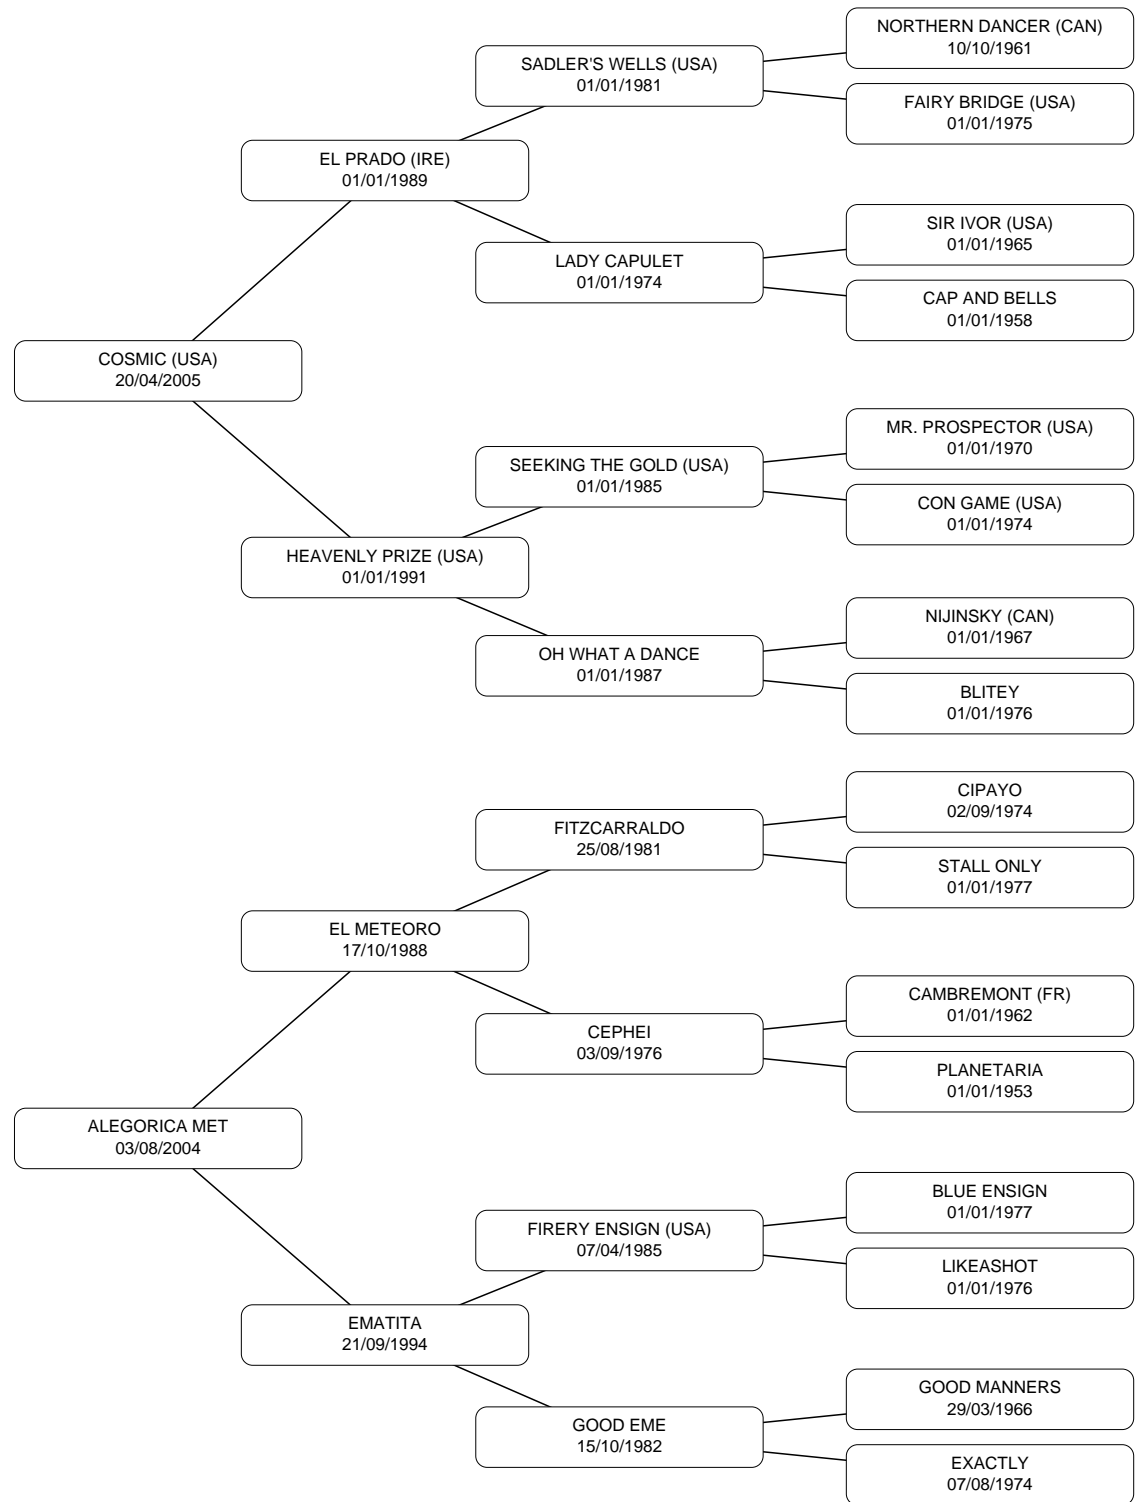 NORTHERN DANCER (CAN)
10/10/1961
SADLER'S WELLS (USA)
01/01/1981
FAIRY BRIDGE (USA)
01/01/1975
EL PRADO (IRE)
01/01/1989
SIR IVOR (USA)
01/01/1965
LADY CAPULET
01/01/1974
CAP AND BELLS
01/01/1958
COSMIC (USA)
20/04/2005
MR. PROSPECTOR (USA)
01/01/1970
SEEKING THE GOLD (USA)
01/01/1985
CON GAME (USA)
01/01/1974
HEAVENLY PRIZE (USA)
01/01/1991
NIJINSKY (CAN)
01/01/1967
OH WHAT A DANCE
01/01/1987
BLITEY
01/01/1976
CIPAYO
02/09/1974
FITZCARRALDO
25/08/1981
STALL ONLY
01/01/1977
EL METEORO
17/10/1988
CAMBREMONT (FR)
01/01/1962
CEPHEI
03/09/1976
PLANETARIA
01/01/1953
ALEGORICA MET
03/08/2004
BLUE ENSIGN
01/01/1977
FIRERY ENSIGN (USA)
07/04/1985
LIKEASHOT
01/01/1976
EMATITA
21/09/1994
GOOD MANNERS
29/03/1966
GOOD EME
15/10/1982
EXACTLY
07/08/1974